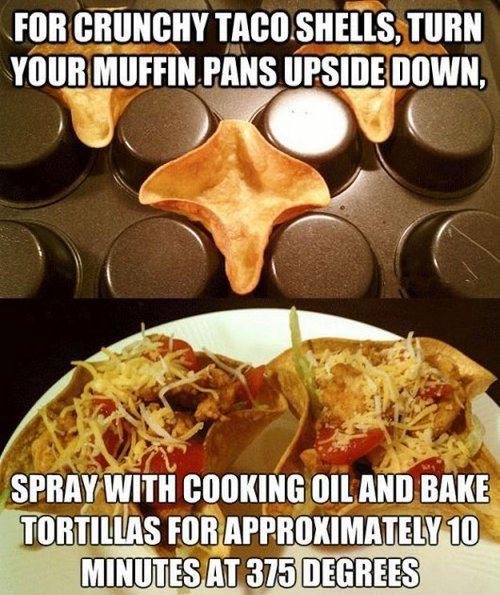 FOR CRUNCHY TACO SHELLS, TURN
YOUR MUFFIN PANS UPSIDE DOWN,
SPRAY WITH COOKING OIL AND BAKE
TORTILLAS FOR APPROXIMATELY 10
MINUTES AT 375 DEGREES